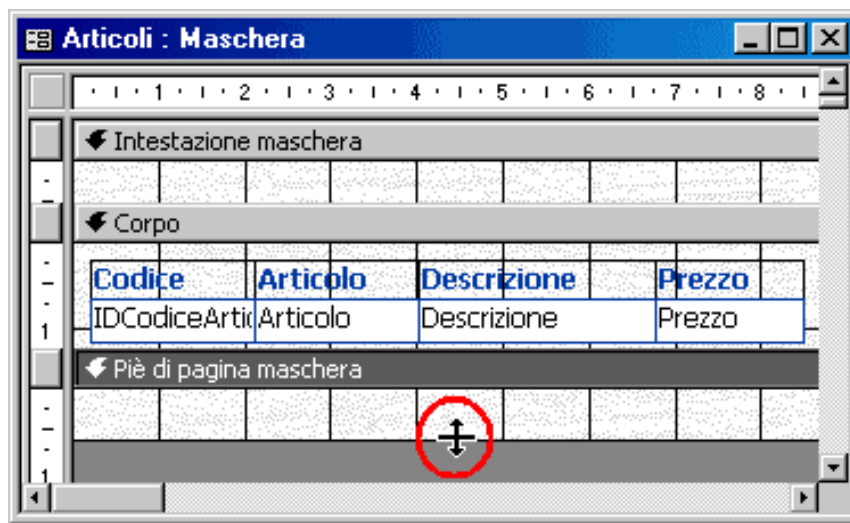 Articoli : Maschera
1 2 3 4 5 6 7 8
Intestazione maschera
Corpo
Codice Articolo Descrizione Prezzo
IDCodiceArtic Articolo Descrizione Prezzo
1
Piè di pagina maschera
1